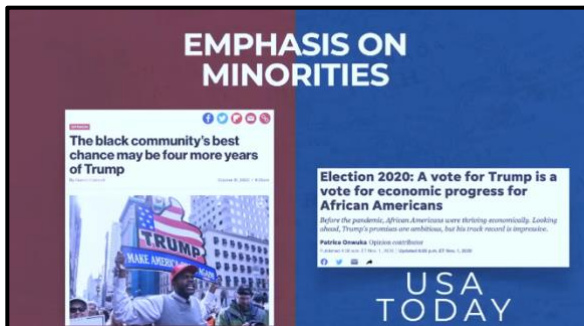 EMPHASIS ON
MINORITIES
OPINION
The black community's best
chance may be four more years
of Trump
TRUMP
MAKE AMERICA
Election 2020: A vote for Trump is a
vote for economic progress for
African Americans
Before the pandemic, African Americans were thriving economically. Looking
ahead, Trump's promises are ambitious, but his track record is impressive.
Patrice Onwuka Opinion contributor
USA
TODAY